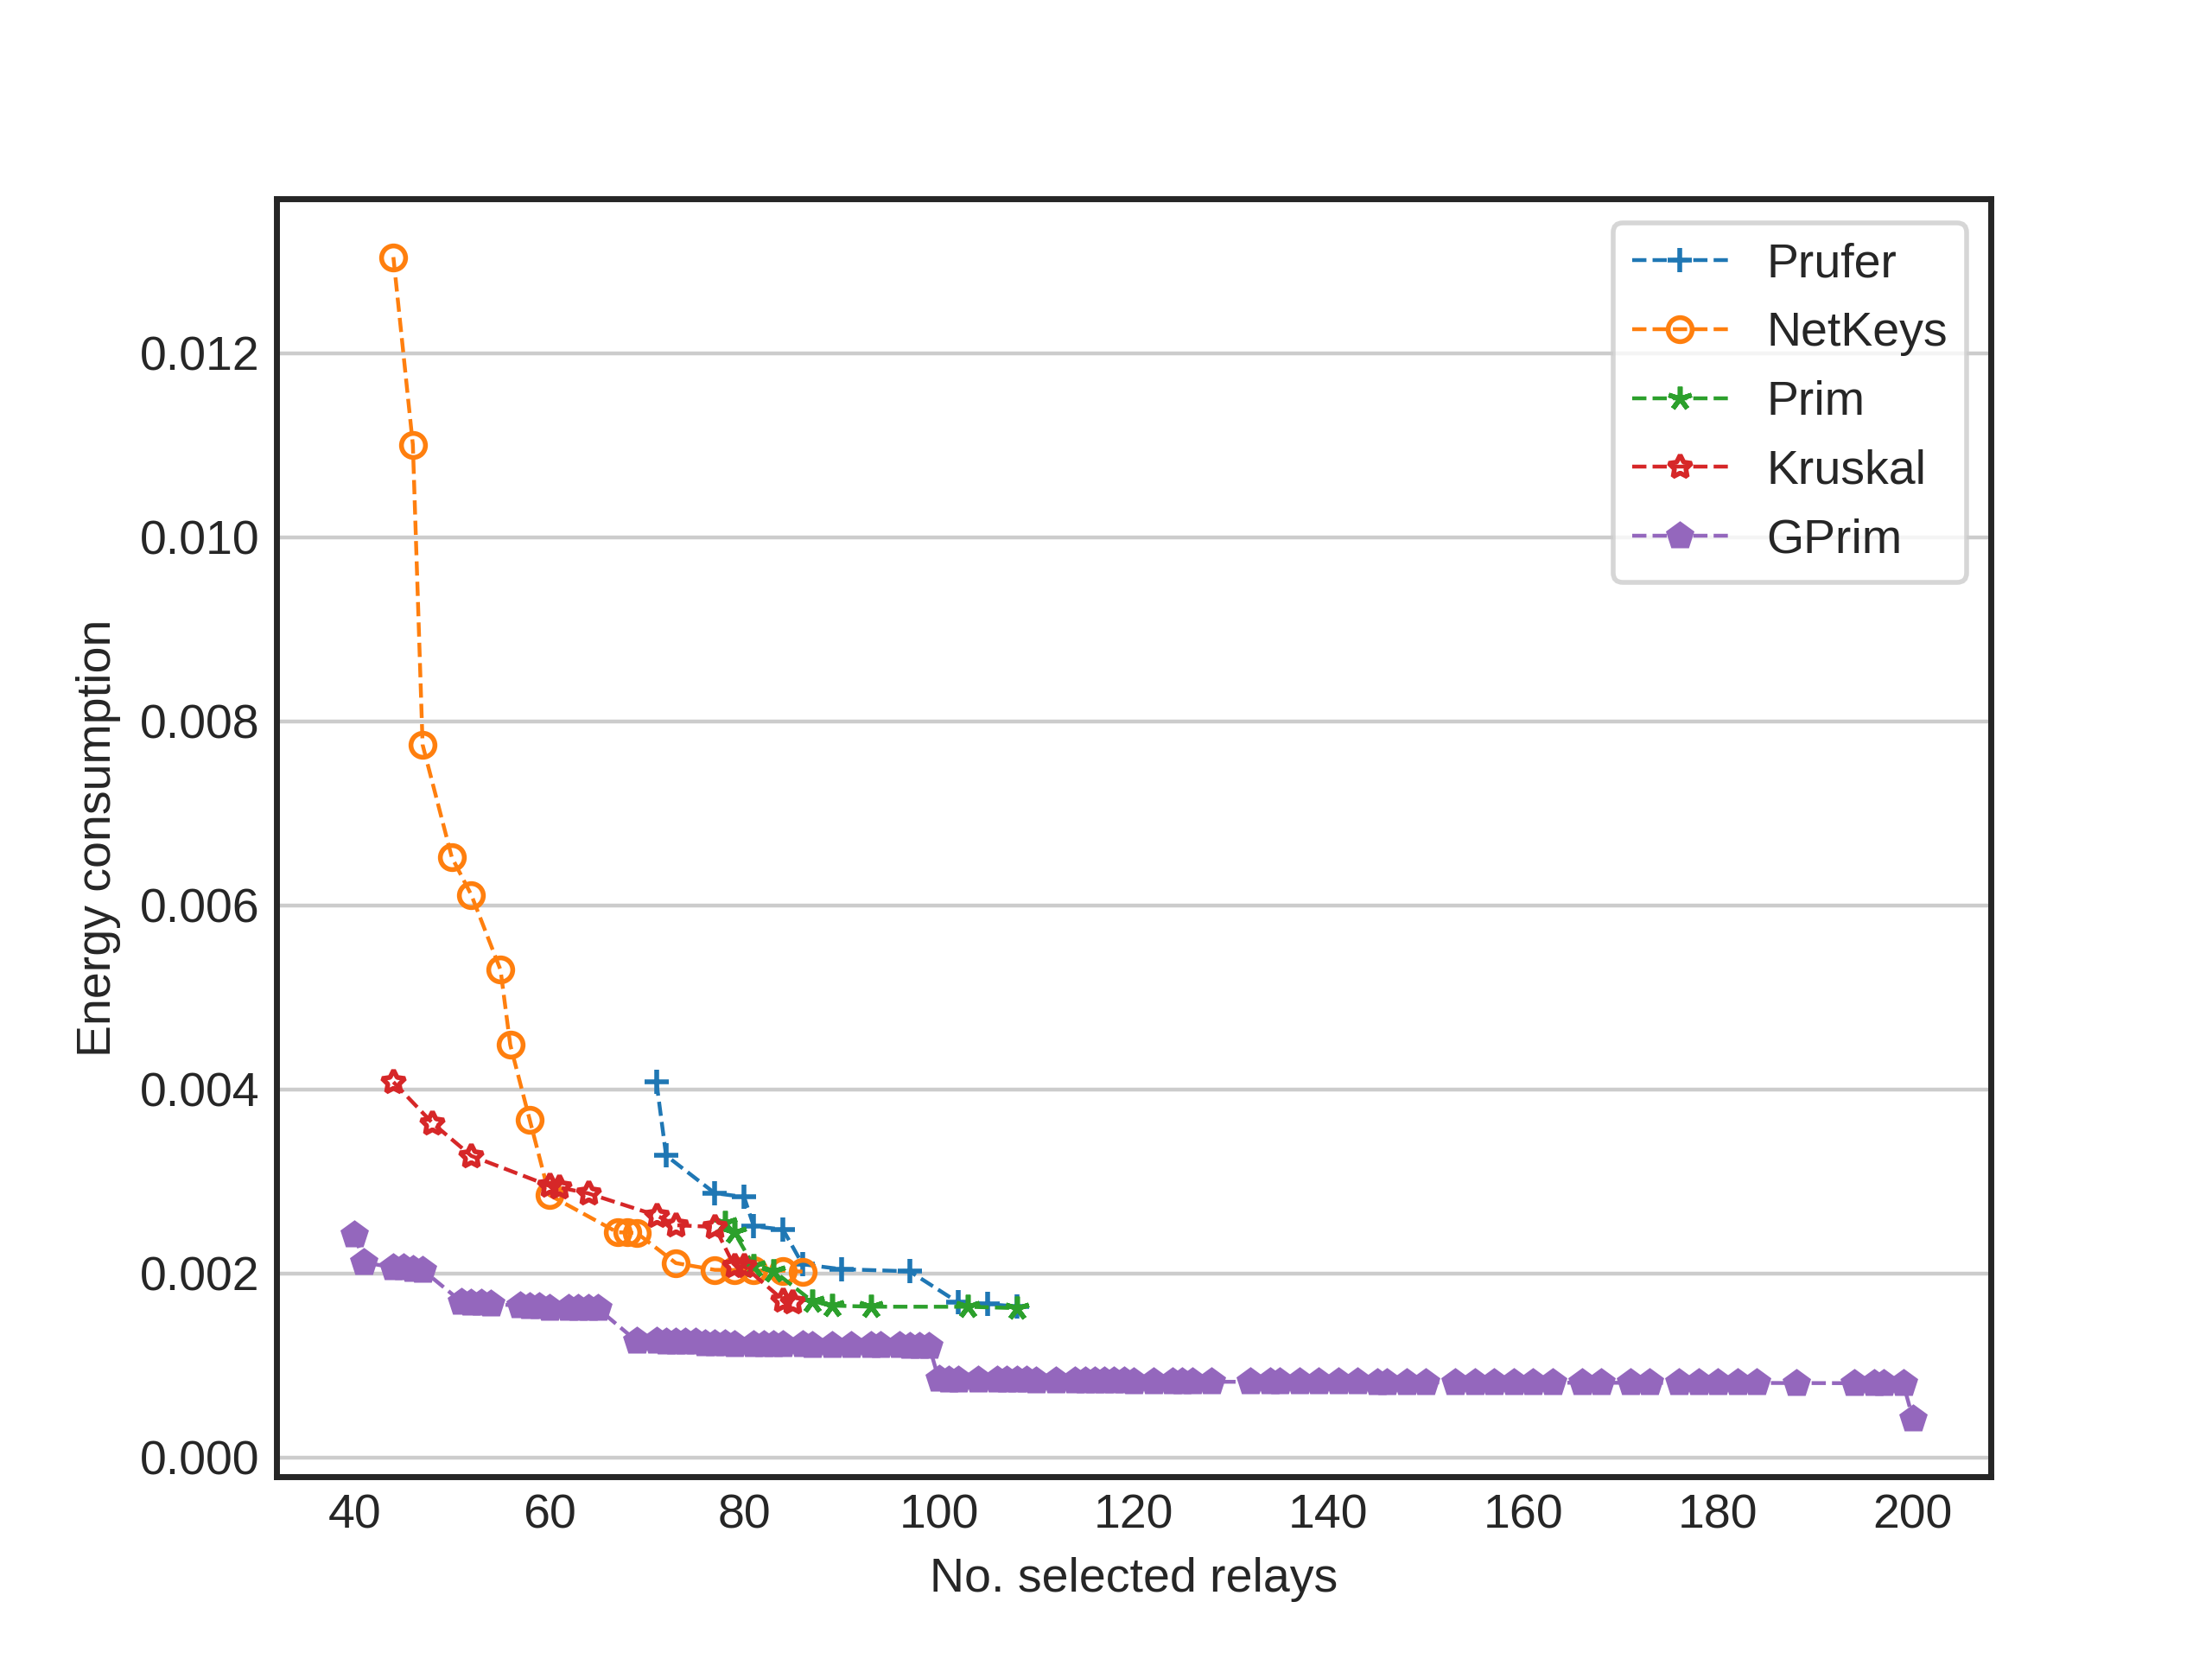 Prufer
NetKeys
Prim
Kruskal
GPrim
0.012
0.010
0.008
0.006
0.004
0.002
0.000
Energy consumption
40 60 80 100 120 140 160 180 200
No. selected relays